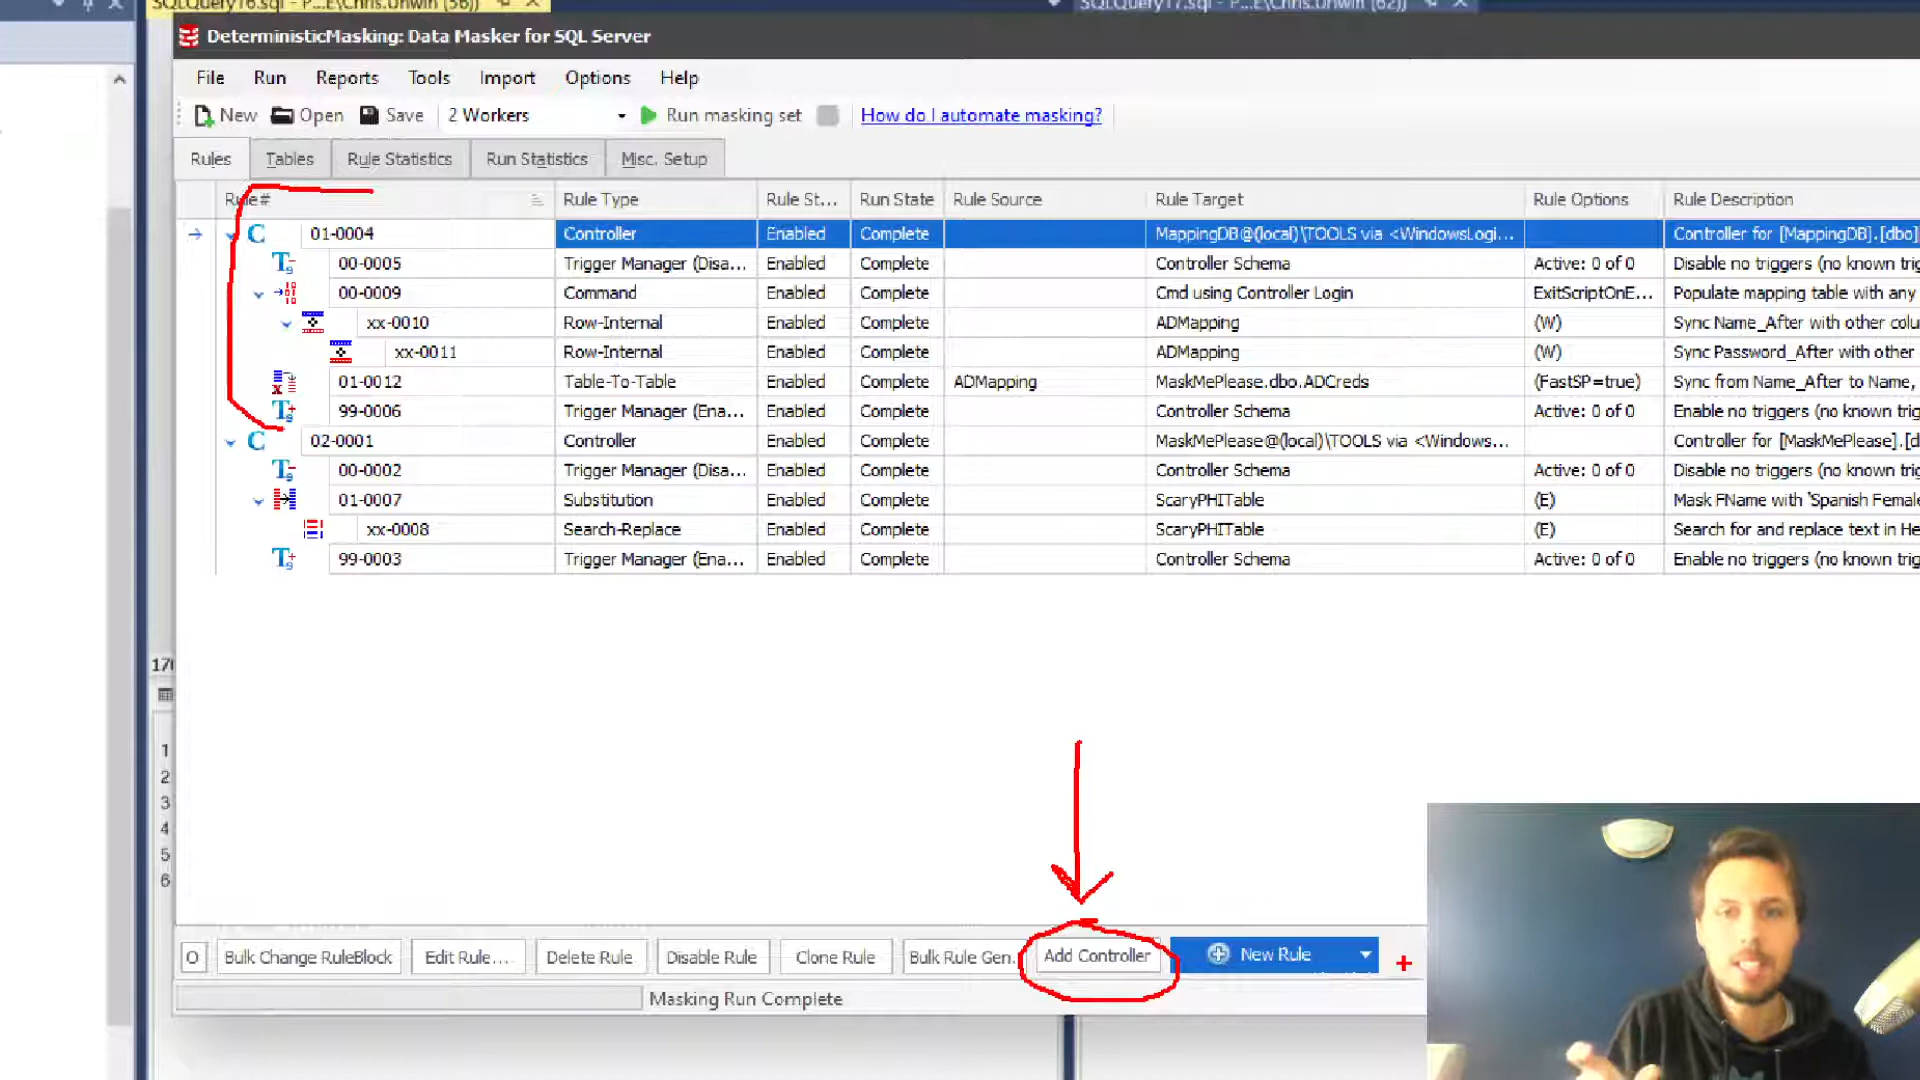 SQLQuery16.sql - P...E\Chris.Unwin (56))
SQLQuery17.sql - P...E\Chris.Unwin (62))
DeterministicMasking: Data Masker for SQL Server
File Run Reports Tools Import Options Help
New Open Save 2 Workers Run masking set How do I automate masking?
Rules Tables Rule Statistics Run Statistics Misc. Setup
Rule # Rule Type Rule St... Run State Rule Source Rule Target Rule Options Rule Description
C 01-0004 Controller Enabled Complete MappingDB@(local)\TOOLS via <WindowsLogi... Controller for [MappingDB].[dbo]
00-0005 Trigger Manager (Disa... Enabled Complete Controller Schema Active: 0 of 0 Disable no triggers (no known trig
00-0009 Command Enabled Complete Cmd using Controller Login ExitScriptOnE... Populate mapping table with any
xx-0010 Row-Internal Enabled Complete ADMapping (W) Sync Name_After with other colu
xx-0011 Row-Internal Enabled Complete ADMapping (W) Sync Password_After with other
01-0012 Table-To-Table Enabled Complete ADMapping MaskMePlease.dbo.ADCreds (FastSP=true) Sync from Name_After to Name,
99-0006 Trigger Manager (Ena... Enabled Complete Controller Schema Active: 0 of 0 Enable no triggers (no known trig
C 02-0001 Controller Enabled Complete MaskMePlease@(local)\TOOLS via <Windows... Controller for [MaskMePlease].[d
00-0002 Trigger Manager (Disa... Enabled Complete Controller Schema Active: 0 of 0 Disable no triggers (no known trig
01-0007 Substitution Enabled Complete ScaryPHITable (E) Mask FName with 'Spanish Female
xx-0008 Search-Replace Enabled Complete ScaryPHITable (E) Search for and replace text in He
99-0003 Trigger Manager (Ena... Enabled Complete Controller Schema Active: 0 of 0 Enable no triggers (no known trig
170
1
2
3
4
5
6
O Bulk Change RuleBlock Edit Rule... Delete Rule Disable Rule Clone Rule Bulk Rule Gen. Add Controller New Rule
Masking Run Complete